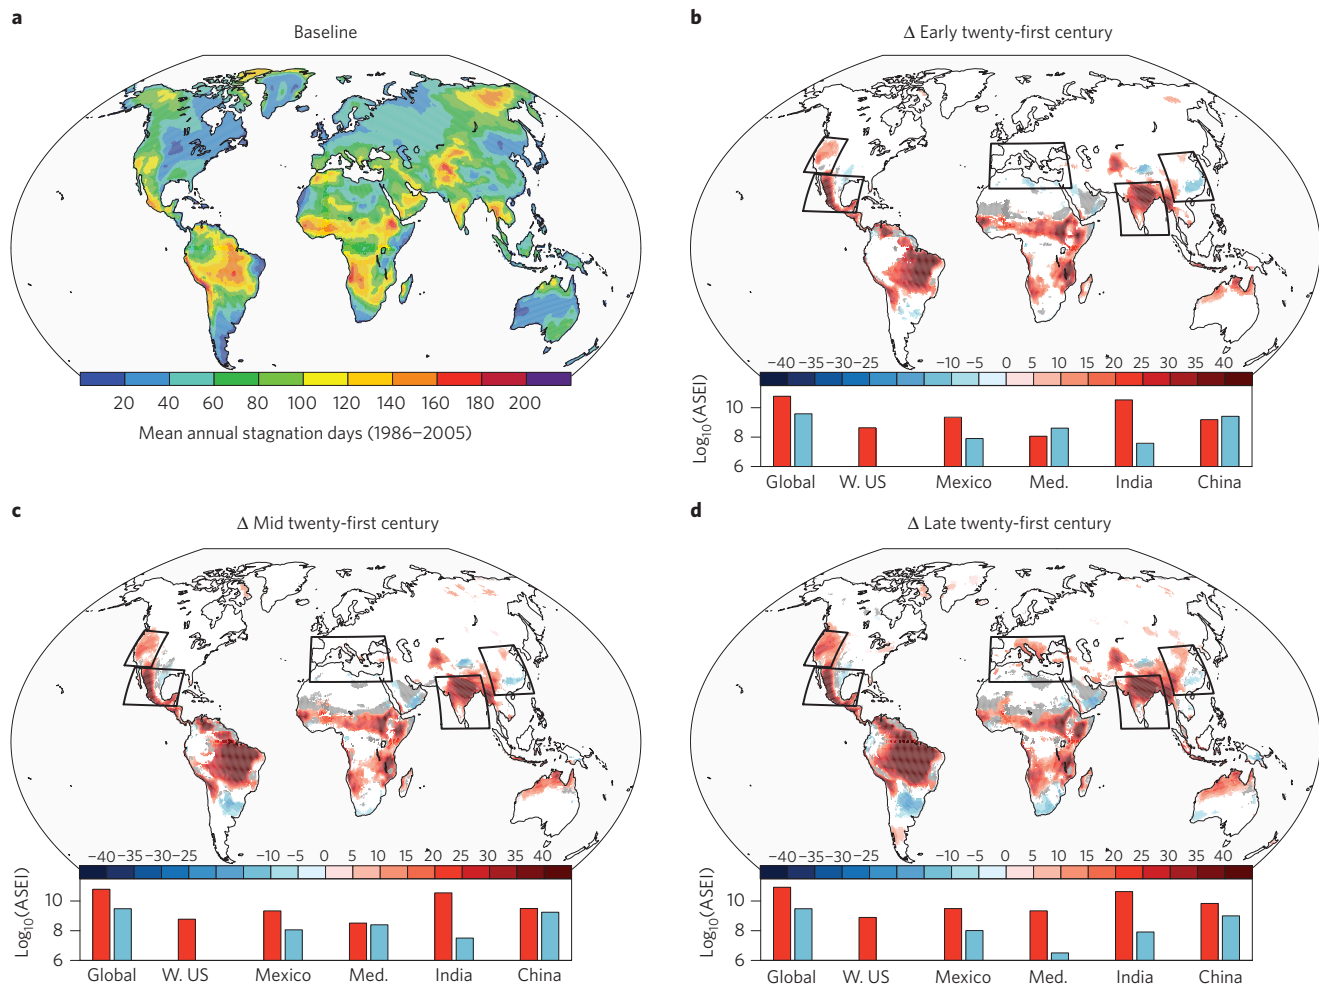 a
Baseline
20 40 60 80 100 120 140 160 180 200
Mean annual stagnation days (1986–2005)
b
Δ Early twenty-first century
−40 −35 −30 −25 −10 −5 0 5 10 15 20 25 30 35 40
Log10(ASEI)
10
8
6
Global W. US Mexico Med. India China
c
Δ Mid twenty-first century
−40 −35 −30 −25 −10 −5 0 5 10 15 20 25 30 35 40
Log10(ASEI)
10
8
6
Global W. US Mexico Med. India China
d
Δ Late twenty-first century
−40 −35 −30 −25 −10 −5 0 5 10 15 20 25 30 35 40
Log10(ASEI)
10
8
6
Global W. US Mexico Med. India China